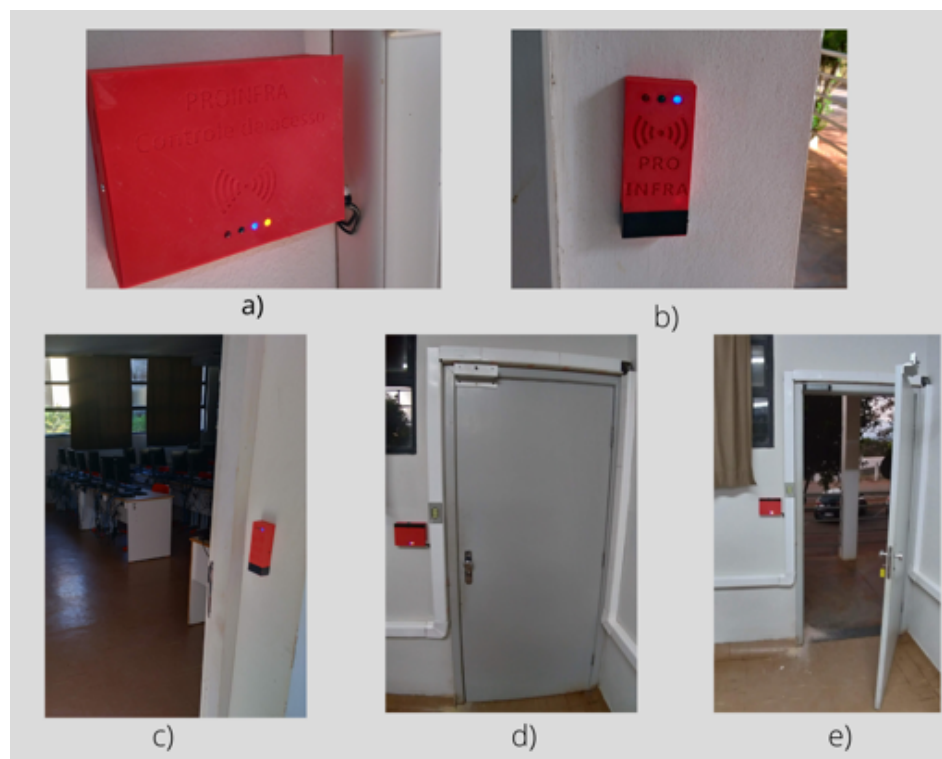 PROINFRA
Controle de acesso
a)
PRO
INFRA
b)
c)
d)
e)